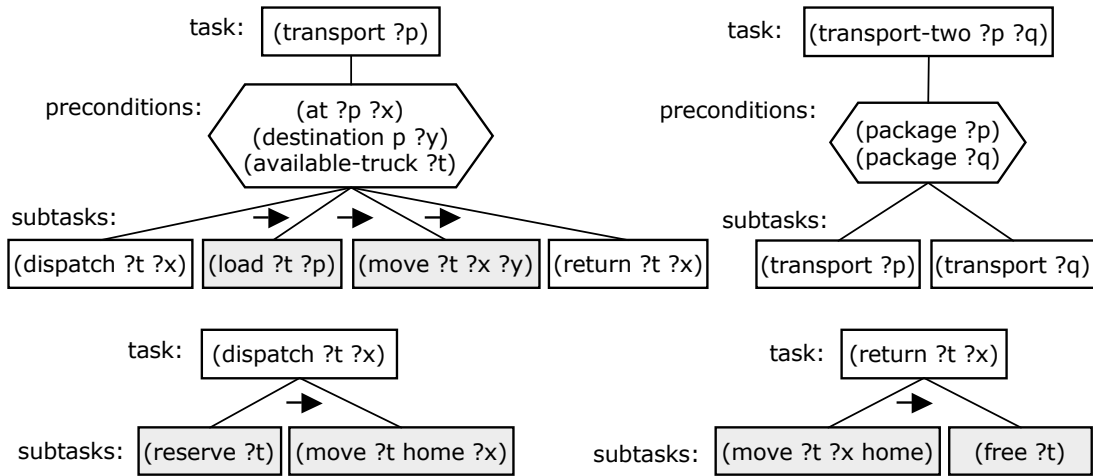 task: (transport ?p)
preconditions: (at ?p ?x)
(destination p ?y)
(available-truck ?t)
subtasks:
(dispatch ?t ?x) (load ?t ?p) (move ?t ?x ?y) (return ?t ?x)
task: (transport-two ?p ?q)
preconditions:
(package ?p)
(package ?q)
subtasks:
(transport ?p) (transport ?q)
task: (dispatch ?t ?x)
subtasks: (reserve ?t) (move ?t home ?x)
task: (return ?t ?x)
subtasks: (move ?t ?x home) (free ?t)